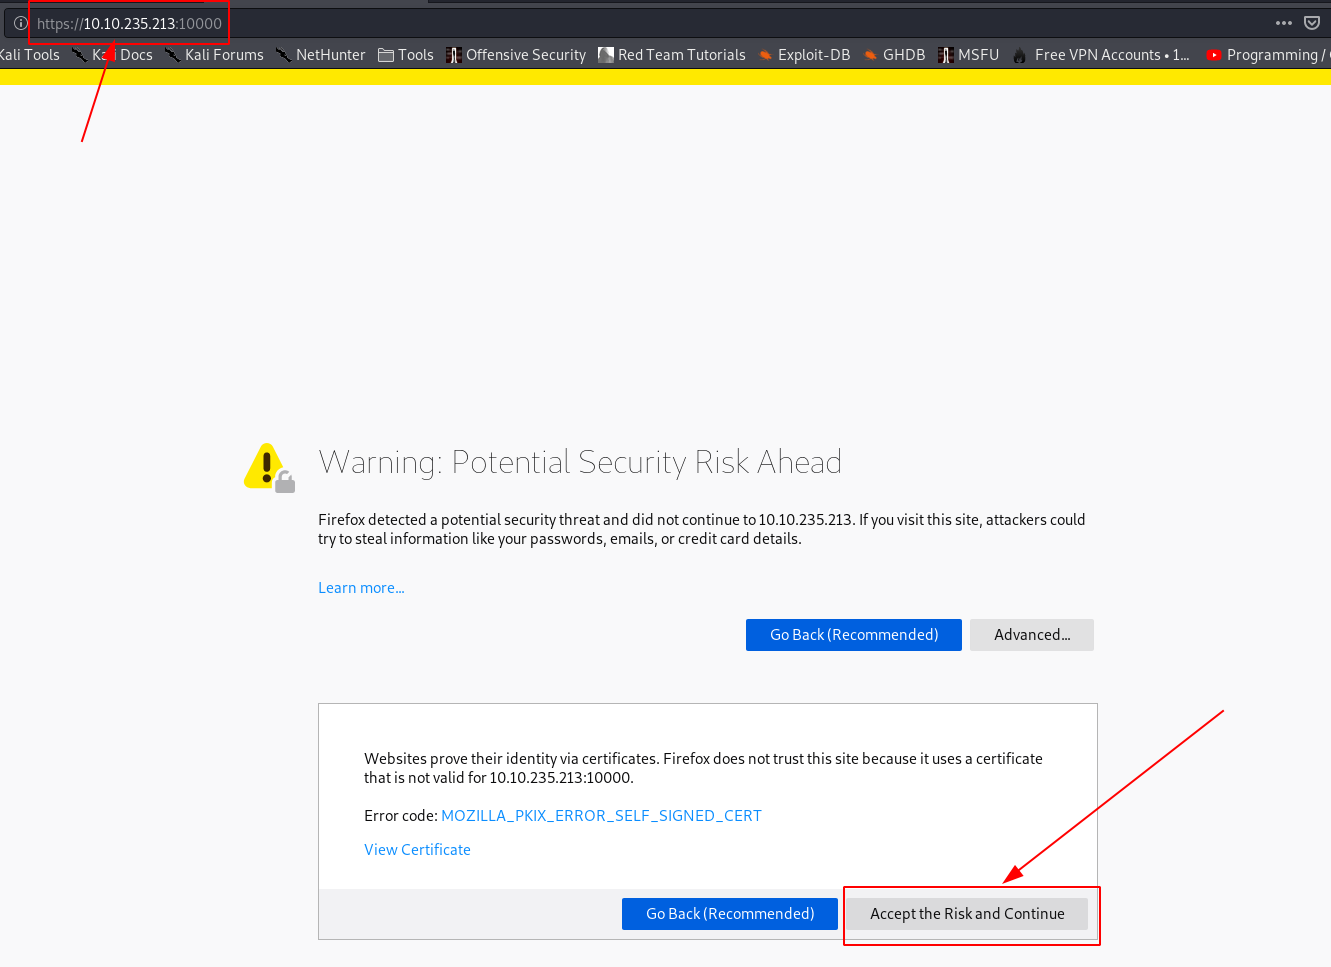 https://10.10.235.213:10000
Kali Tools Kali Docs Kali Forums NetHunter Tools Offensive Security Red Team Tutorials Exploit-DB GHDB MSFU Free VPN Accounts • 1... Programming /
Warning: Potential Security Risk Ahead
Firefox detected a potential security threat and did not continue to 10.10.235.213. If you visit this site, attackers could
try to steal information like your passwords, emails, or credit card details.
Learn more...
Go Back (Recommended) Advanced...
Websites prove their identity via certificates. Firefox does not trust this site because it uses a certificate
that is not valid for 10.10.235.213:10000.
Error code: MOZILLA_PKIX_ERROR_SELF_SIGNED_CERT
View Certificate
Go Back (Recommended) Accept the Risk and Continue